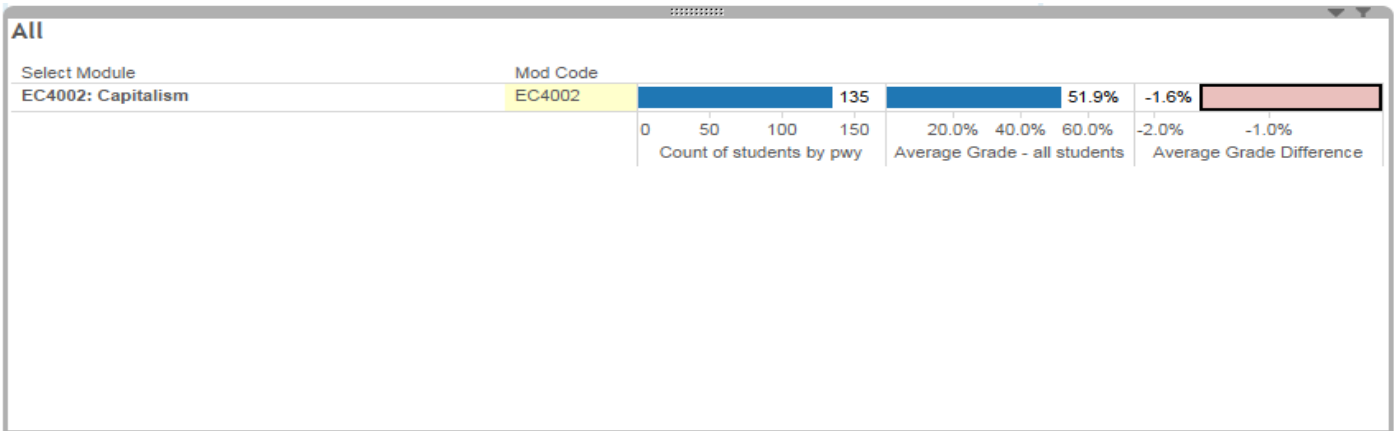 All
Select Module Mod Code
EC4002: Capitalism EC4002 135 51.9% -1.6%
0 50 100 150 20.0% 40.0% 60.0% -2.0% -1.0%
Count of students by pwy Average Grade - all students Average Grade Difference